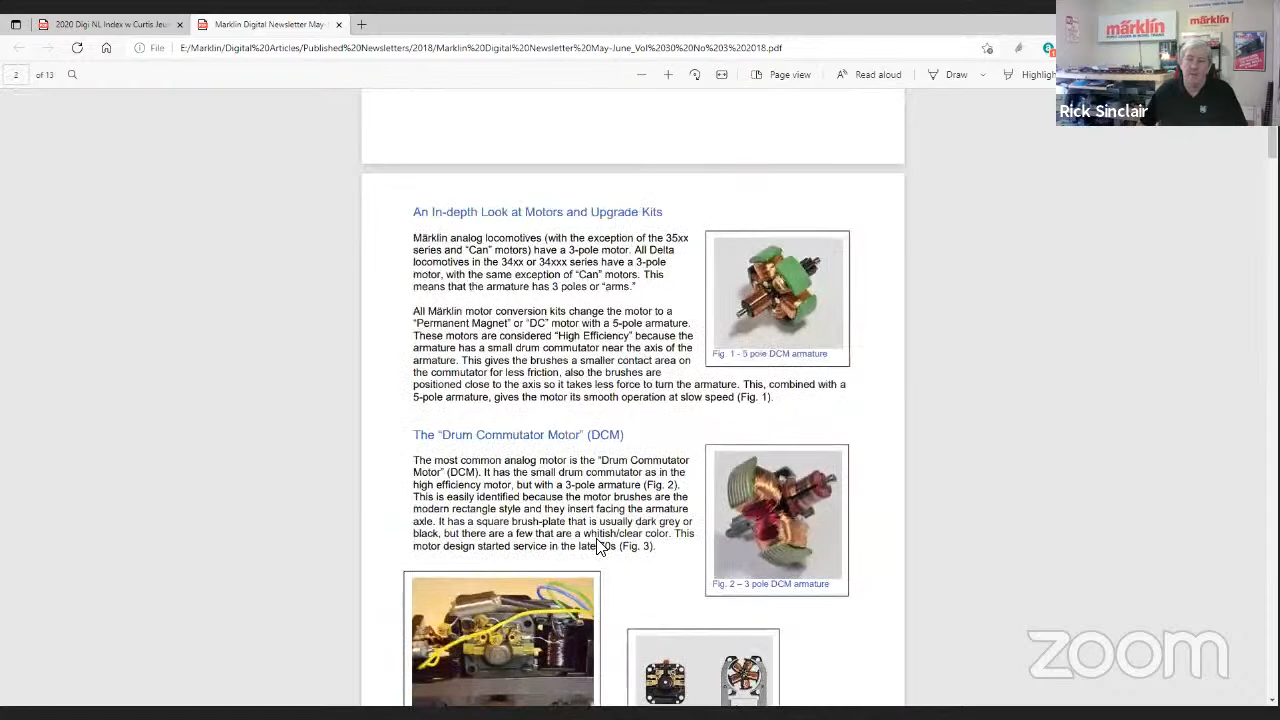 2020 Digi NL Index w Curtis Jeun
Märklin Digital Newsletter May-
File
E:/Marklin/Digital%20Articles/Published%20Newsletters/2018/Marklin%20Digital%20Newsletter%20May-June_Vol%2030%20No%203%202018.pdf
2 of 13
Page view
Read aloud
Draw
Highligh
märklin
märklin
Rick Sinclair
An In-depth Look at Motors and Upgrade Kits
Märklin analog locomotives (with the exception of the 35xx
series and “Can” motors) have a 3-pole motor. All Delta
locomotives in the 34xx or 34xxx series have a 3-pole
motor, with the same exception of “Can” motors. This
means that the armature has 3 poles or “arms.”
All Märklin motor conversion kits change the motor to a
“Permanent Magnet” or “DC” motor with a 5-pole armature.
These motors are considered “High Efficiency” because the
armature has a small drum commutator near the axis of the
armature. This gives the brushes a smaller contact area on
the commutator for less friction, also the brushes are
positioned close to the axis so it takes less force to turn the armature. This, combined with a
5-pole armature, gives the motor its smooth operation at slow speed (Fig. 1).
Fig. 1 - 5 pole DCM armature
The “Drum Commutator Motor” (DCM)
The most common analog motor is the “Drum Commutator
Motor” (DCM). It has the small drum commutator as in the
high efficiency motor, but with a 3-pole armature (Fig. 2).
This is easily identified because the motor brushes are the
modern rectangle style and they insert facing the armature
axle. It has a square brush-plate that is usually dark grey or
black, but there are a few that are a whitish/clear color. This
motor design started service in the late 70s (Fig. 3).
Fig. 2 – 3 pole DCM armature
zoom